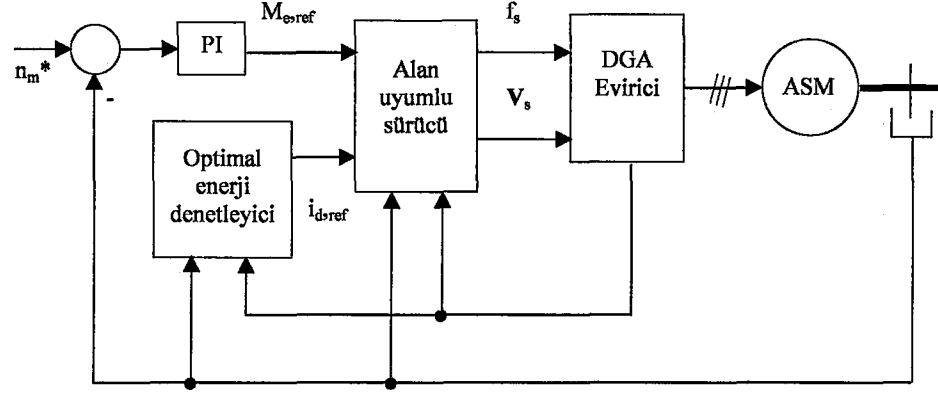 n_m*
-
PI
M_e,ref
Optimal
enerji
denetleyici
i_d,ref
Alan
uyumlu
sürücü
f_s
V_s
DGA
Evirici
ASM